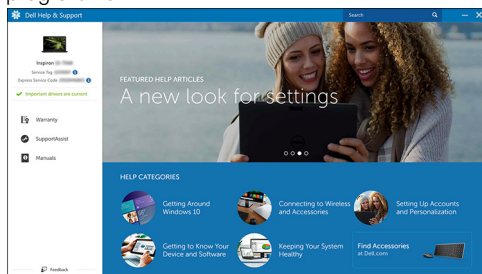 Dell Help & Support
Search
Inspiron
Service Tag
Express Service Code
Important drivers are current
Warranty
SupportAssist
Manuals
Feedback
FEATURED HELP ARTICLES
A new look for settings
HELP CATEGORIES
Getting Around
Windows 10
Connecting to Wireless
and Accessories
Setting Up Accounts
and Personalization
Getting to Know Your
Device and Software
Keeping Your System
Healthy
Find Accessories
at Dell.com